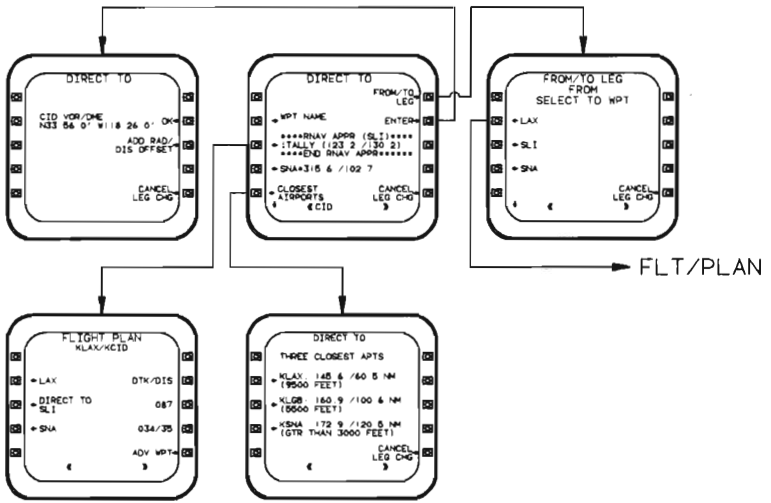 DIRECT TO
CID VOR/DME
N33 56 0' W118 26 0' OK
ADD RAD/
DIS OFFSET
CANCEL
LEG CHG
DIRECT TO
FROM/TO
LEG
WPT NAME
ENTER
****RNAV APPR (SLI)****
:TALLY (123 2 /130 2)
****END RNAV APPR******
SNA*315 6 /102 7
CLOSEST
AIRPORTS
CANCEL
LEG CHG
CID
FROM/TO LEG
FROM
SELECT TO WPT
LAX
SLI
SNA
CANCEL
LEG CHG
FLT/PLAN
FLIGHT PLAN
KLAX/KCID
LAX DTK/DIS
DIRECT TO
SLI 087
SNA 034/35
ADV WPT
DIRECT TO
THREE CLOSEST APTS
KLAX: 145 6 /60 5 NM
(9500 FEET)
KLGB: 160.9 /100 6 NM
(5500 FEET)
KSNA 172 9 /120 5 NM
(GTR THAN 3000 FEET)
CANCEL
LEG CHG